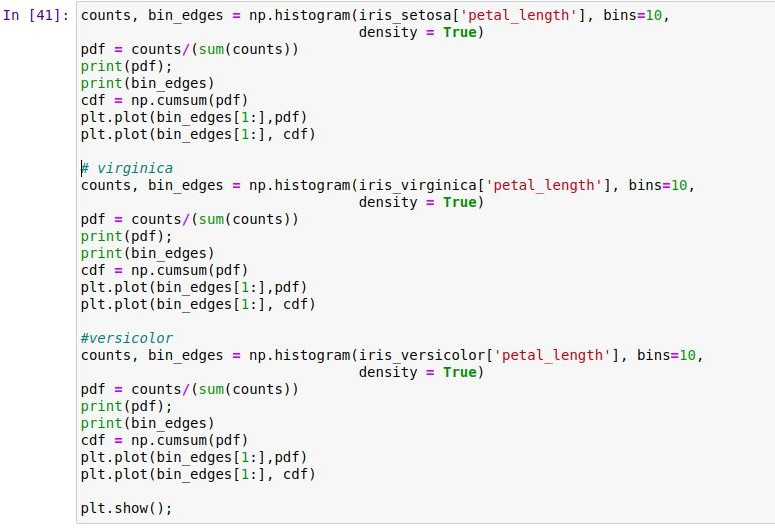 In [41]: counts, bin_edges = np.histogram(iris_setosa['petal_length'], bins=10,
                                 density = True)
pdf = counts/(sum(counts))
print(pdf);
print(bin_edges)
cdf = np.cumsum(pdf)
plt.plot(bin_edges[1:],pdf)
plt.plot(bin_edges[1:], cdf)

# virginica
counts, bin_edges = np.histogram(iris_virginica['petal_length'], bins=10,
                                 density = True)
pdf = counts/(sum(counts))
print(pdf);
print(bin_edges)
cdf = np.cumsum(pdf)
plt.plot(bin_edges[1:],pdf)
plt.plot(bin_edges[1:], cdf)

#versicolor
counts, bin_edges = np.histogram(iris_versicolor['petal_length'], bins=10,
                                 density = True)
pdf = counts/(sum(counts))
print(pdf);
print(bin_edges)
cdf = np.cumsum(pdf)
plt.plot(bin_edges[1:],pdf)
plt.plot(bin_edges[1:], cdf)

plt.show();